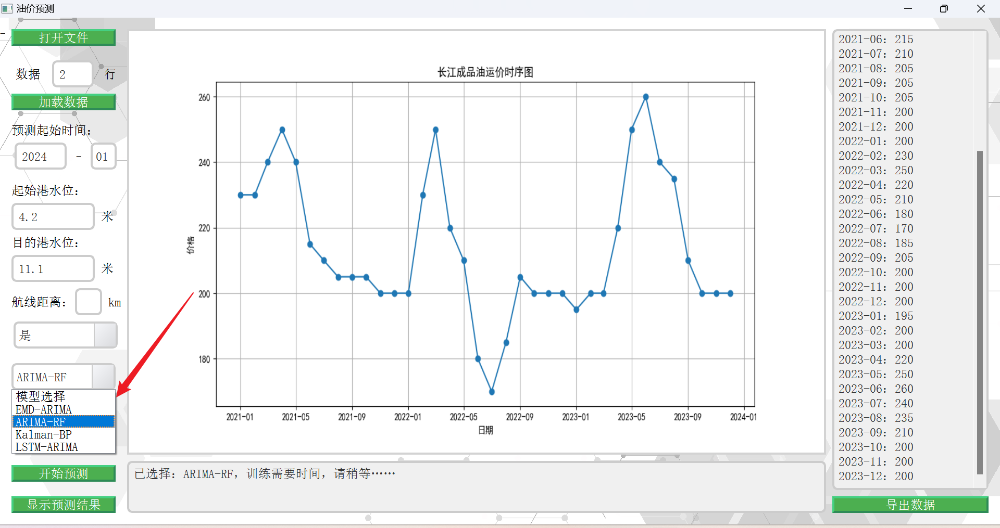 油价预测
打开文件
数据 2 行
加载数据
预测起始时间：
2024 - 01
起始港水位：
4.2 米
目的港水位：
11.1 米
航线距离： km
是
ARIMA-RF
模型选择
EMD-ARIMA
ARIMA-RF
Kalman-BP
LSTM-ARIMA
开始预测
显示预测结果
长江成品油运价时序图
价格
260
240
220
200
180
2021-01 2021-05 2021-09 2022-01 2022-05 2022-09 2023-01 2023-05 2023-09 2024-01
日期
已选择：ARIMA-RF，训练需要时间，请稍等……
2021-06：215
2021-07：210
2021-08：205
2021-09：205
2021-10：205
2021-11：200
2021-12：200
2022-01：200
2022-02：230
2022-03：250
2022-04：220
2022-05：210
2022-06：180
2022-07：170
2022-08：185
2022-09：205
2022-10：200
2022-11：200
2022-12：200
2023-01：195
2023-02：200
2023-03：200
2023-04：220
2023-05：250
2023-06：260
2023-07：240
2023-08：235
2023-09：210
2023-10：200
2023-11：200
2023-12：200
导出数据